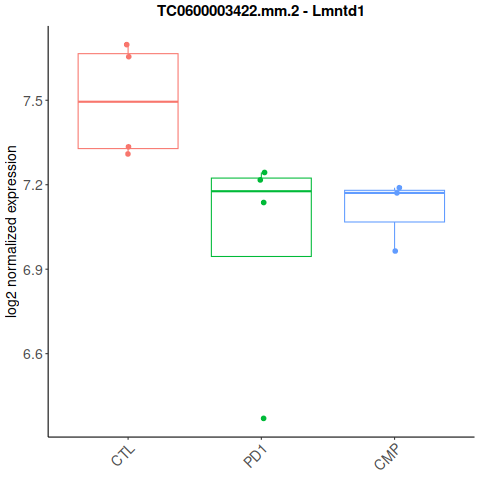 TC0600003422.mm.2 - Lmntd1
log2 normalized expression
7.5
7.2
6.9
6.6
CTL
PD1
CMP